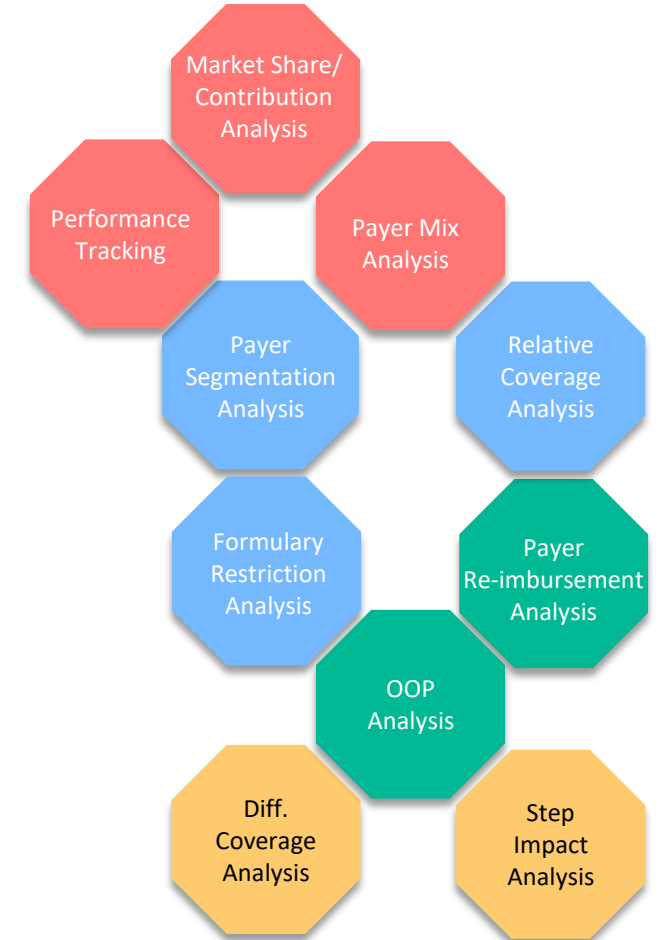 Market Share/
Contribution
Analysis
Performance
Tracking
Payer Mix
Analysis
Payer
Segmentation
Analysis
Relative
Coverage
Analysis
Formulary
Restriction
Analysis
Payer
Re-imbursement
Analysis
OOP
Analysis
Diff.
Coverage
Analysis
Step
Impact
Analysis